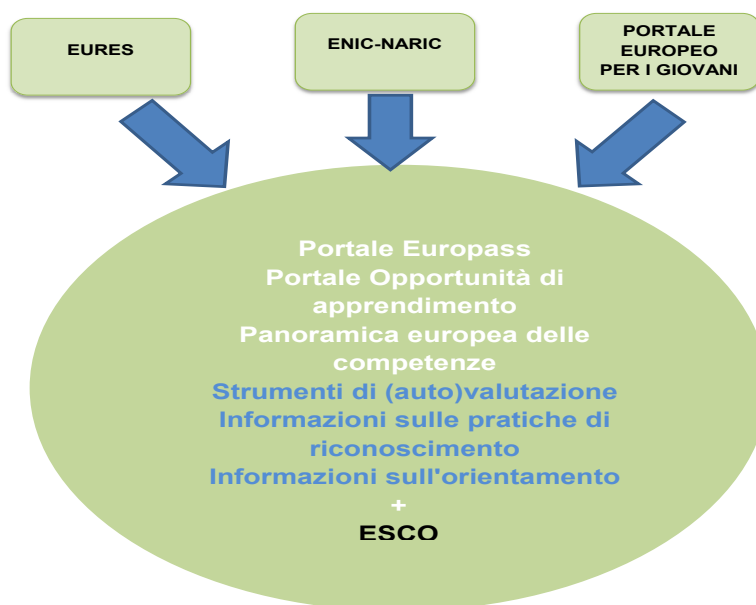 EURES
ENIC-NARIC
PORTALE
EUROPEO
PER I GIOVANI
Portale Europass
Portale Opportunità di
apprendimento
Panoramica europea delle
competenze
Strumenti di (auto)valutazione
Informazioni sulle pratiche di
riconoscimento
Informazioni sull'orientamento
+
ESCO